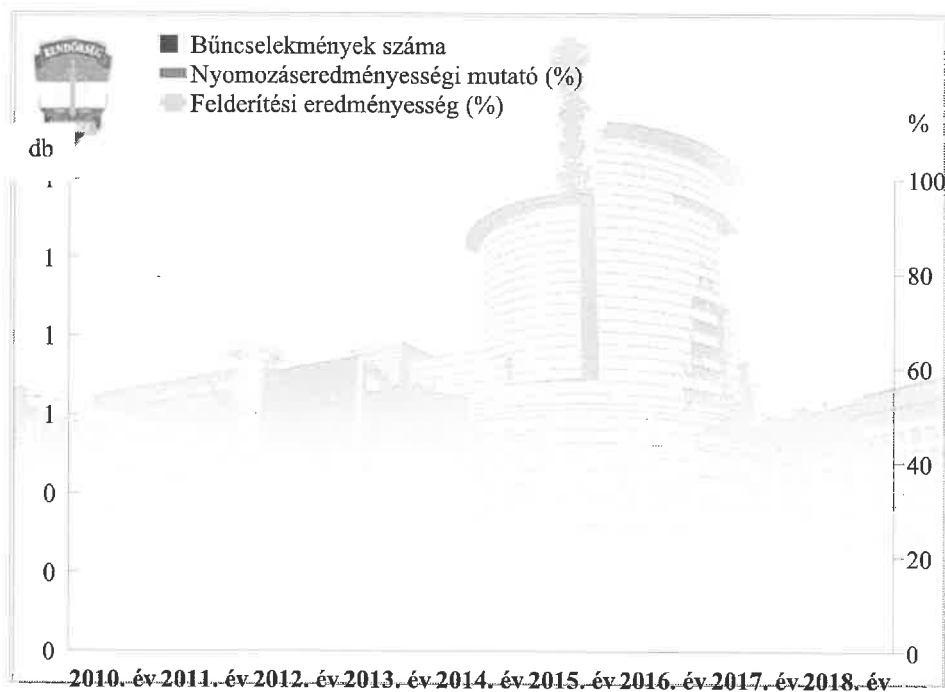 RENDŐRSÉG
■ Bűncselekmények száma
Nyomozáseredményességi mutató (%)
Felderítési eredményesség (%)
db
%
1
1
1
1
0
0
0
100
80
60
40
20
0
2010. év 2011. év 2012. év 2013. év 2014. év 2015. év 2016. év 2017. év 2018. év